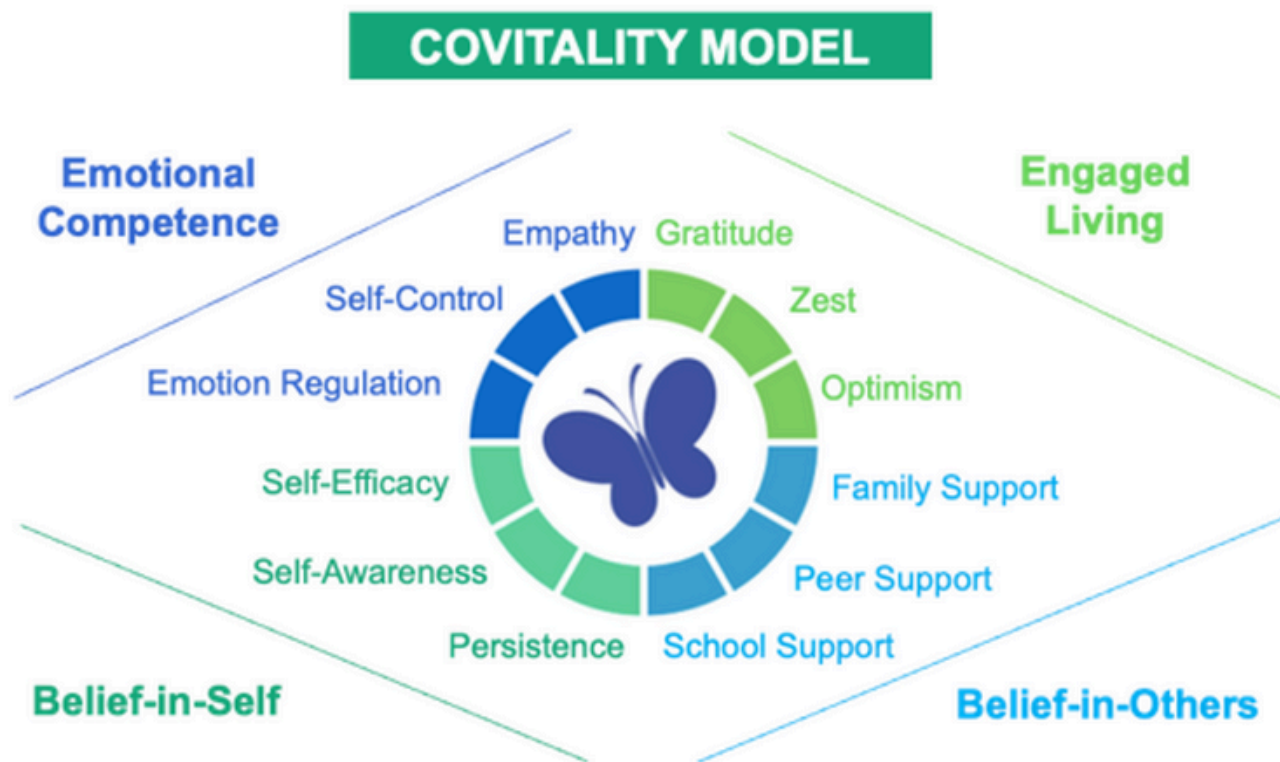 COVITALITY MODEL
Emotional
Competence
Engaged
Living
Empathy
Gratitude
Self-Control
Zest
Emotion Regulation
Optimism
Self-Efficacy
Family Support
Self-Awareness
Peer Support
Persistence
School Support
Belief-in-Self
Belief-in-Others